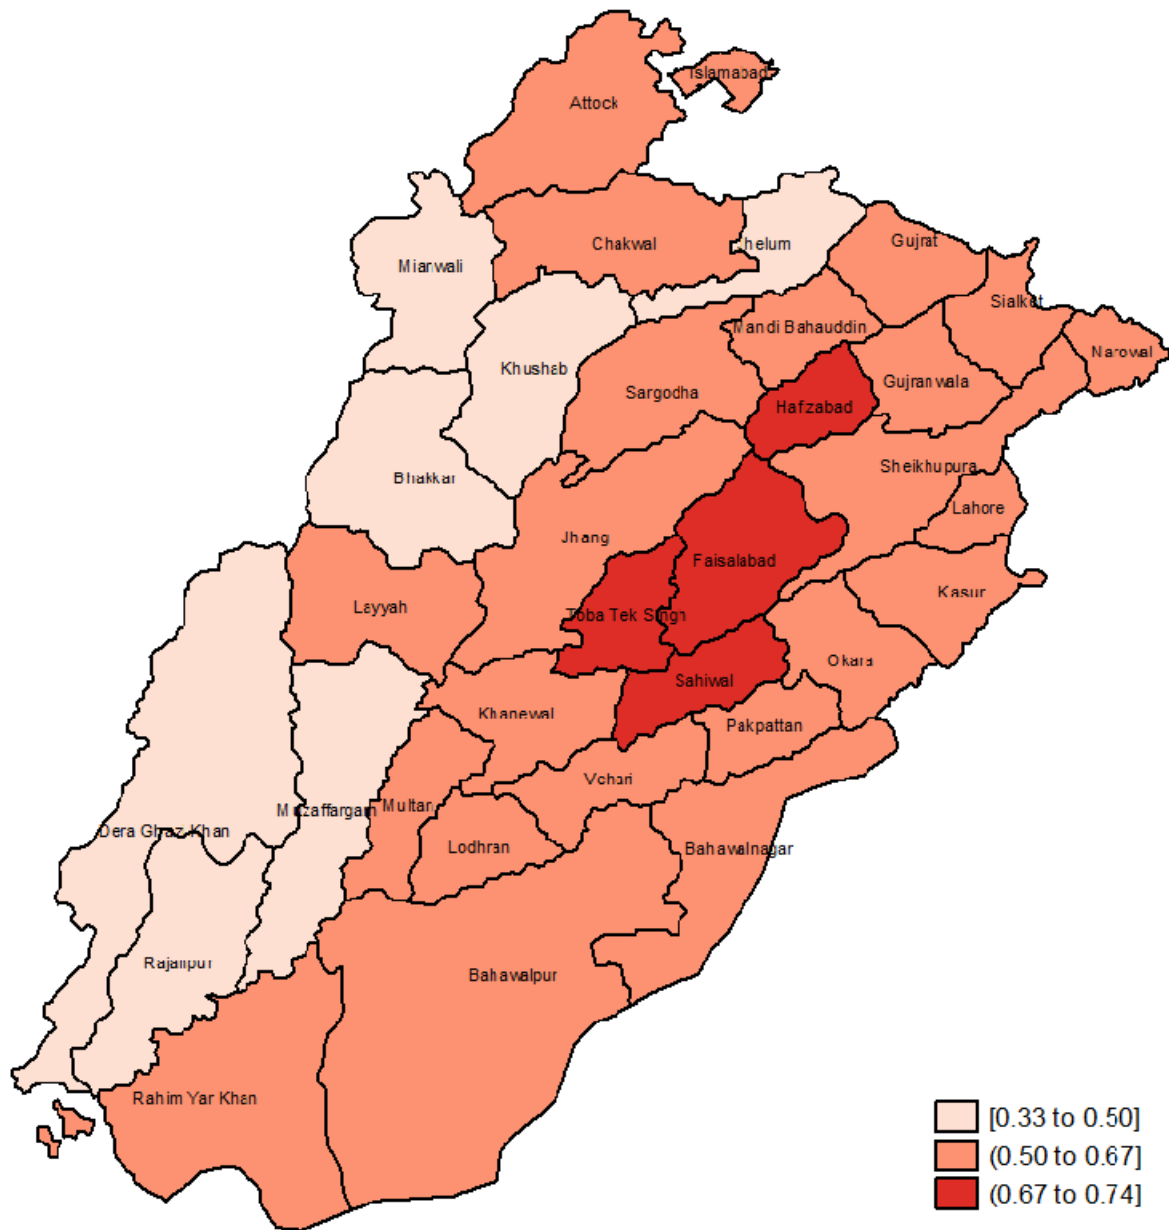 Islamabad
Attock
Chakwal
helum
Gujrat
Mianwali
Sialkot
Mandi Bahauddin
Narowal
Khushab
Gujranwala
Sargodha
Hafzabad
Sheikhupura
Bhakkar
Lahore
Jhang
Faisalabad
Kasur
Layyah
Toba Tek Singh
Okara
Sahiwal
Khanewal
Pakpattan
Vehari
Multan
Muzaffargarh
Dera Ghazi Khan
Lodhran
Bahawalnagar
Rajanpur
Bahawalpur
Rahim Yar Khan
[0.33 to 0.50]
(0.50 to 0.67]
(0.67 to 0.74]